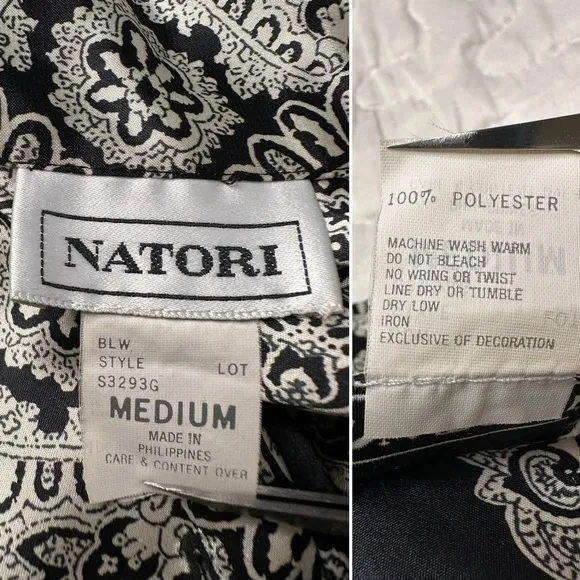 NATORI
BLW
STYLE LOT
S3293G
MEDIUM
MADE IN
PHILIPPINES
CARE & CONTENT OVER
100% POLYESTER
MACHINE WASH WARM
DO NOT BLEACH
NO WRING OR TWIST
LINE DRY OR TUMBLE
DRY LOW
IRON
EXCLUSIVE OF DECORATION